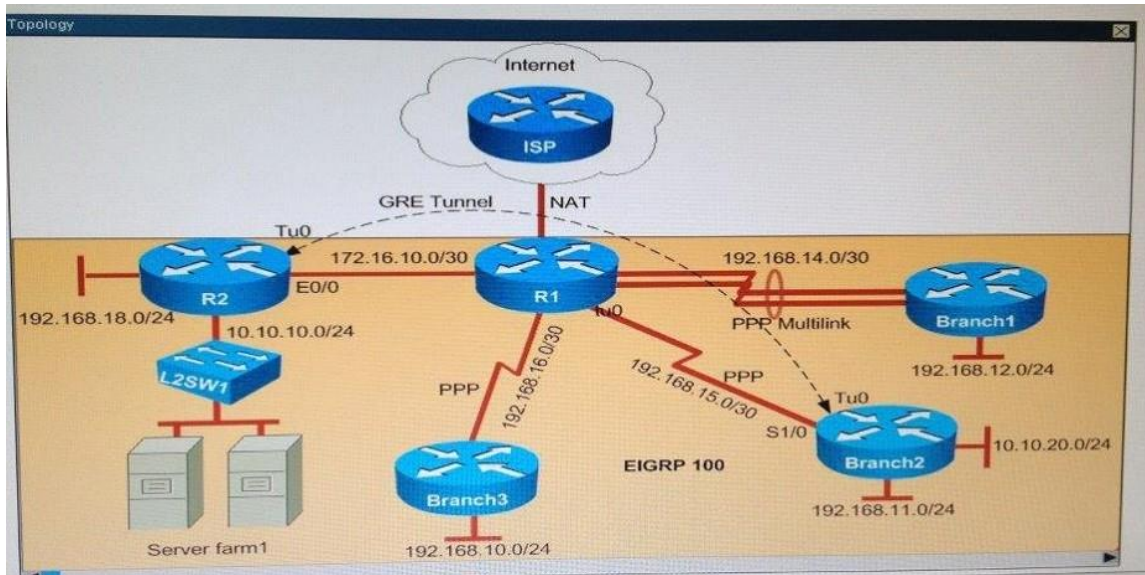 Topology
Internet
ISP
GRE Tunnel
NAT
Tu0
172.16.10.0/30
192.168.14.0/30
R2
E0/0
R1
tu0
PPP Multilink
Branch1
192.168.18.0/24
10.10.10.0/24
192.168.12.0/24
L2SW1
PPP
192.168.16.0/30
PPP
192.168.15.0/30
Tu0
S1/0
10.10.20.0/24
Branch2
EIGRP 100
Branch3
192.168.11.0/24
Server farm1
192.168.10.0/24